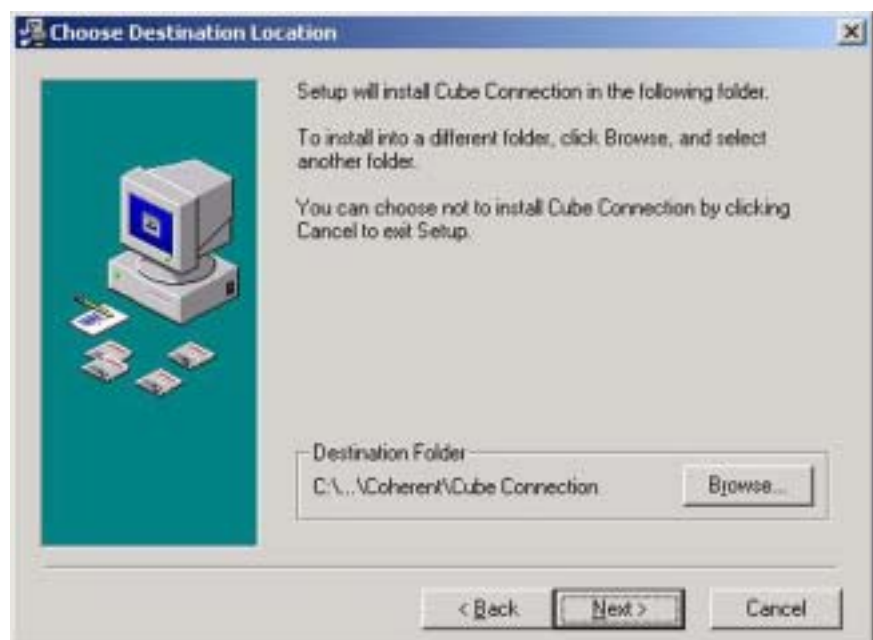 Choose Destination Location
Setup will install Cube Connection in the following folder.
To install into a different folder, click Browse, and select
another folder.
You can choose not to install Cube Connection by clicking
Cancel to exit Setup.
Destination Folder
C:\...\Coherent\Cube Connection
Browse...
< Back
Next >
Cancel